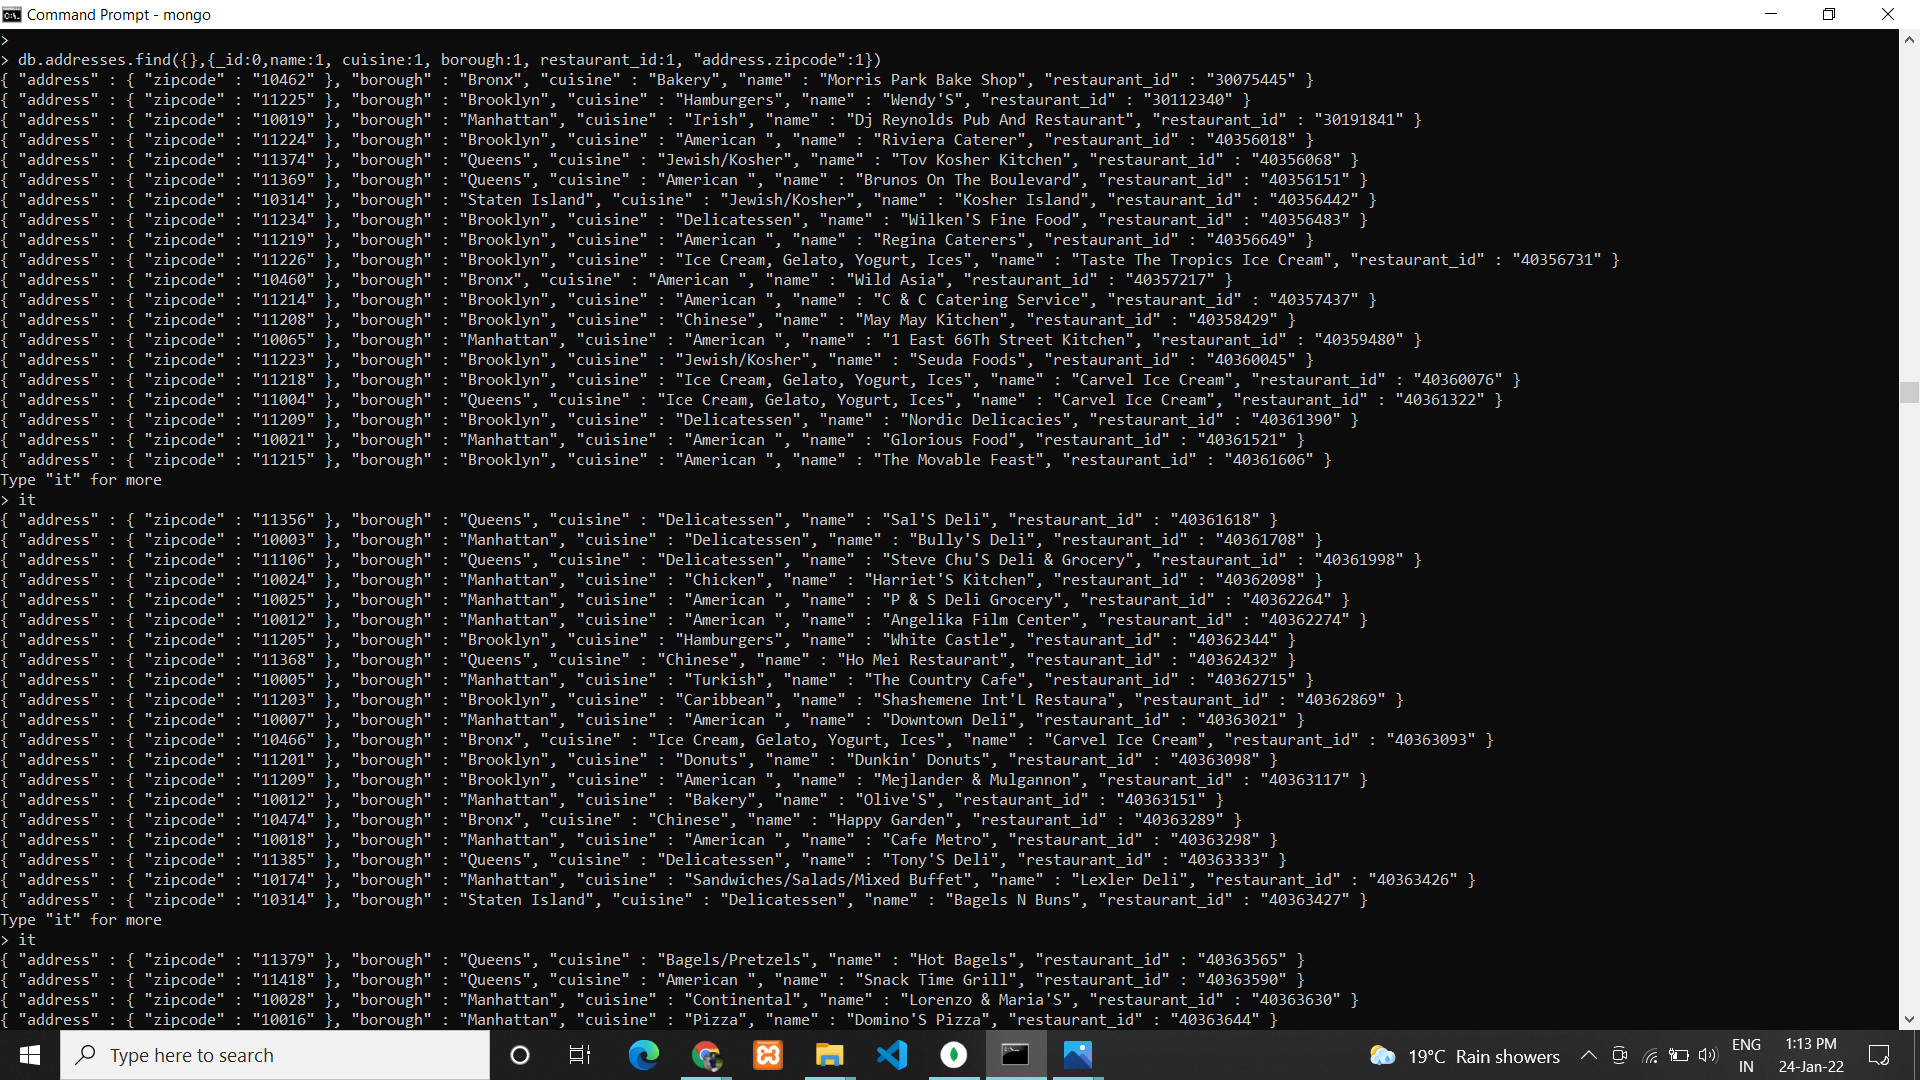 Command Prompt - mongo
>
> db.addresses.find({},{_id:0,name:1, cuisine:1, borough:1, restaurant_id:1, "address.zipcode":1})
{ "address" : { "zipcode" : "10462" }, "borough" : "Bronx", "cuisine" : "Bakery", "name" : "Morris Park Bake Shop", "restaurant_id" : "30075445" }
{ "address" : { "zipcode" : "11225" }, "borough" : "Brooklyn", "cuisine" : "Hamburgers", "name" : "Wendy'S", "restaurant_id" : "30112340" }
{ "address" : { "zipcode" : "10019" }, "borough" : "Manhattan", "cuisine" : "Irish", "name" : "Dj Reynolds Pub And Restaurant", "restaurant_id" : "30191841" }
{ "address" : { "zipcode" : "11224" }, "borough" : "Brooklyn", "cuisine" : "American ", "name" : "Riviera Caterer", "restaurant_id" : "40356018" }
{ "address" : { "zipcode" : "11374" }, "borough" : "Queens", "cuisine" : "Jewish/Kosher", "name" : "Tov Kosher Kitchen", "restaurant_id" : "40356068" }
{ "address" : { "zipcode" : "11369" }, "borough" : "Queens", "cuisine" : "American ", "name" : "Brunos On The Boulevard", "restaurant_id" : "40356151" }
{ "address" : { "zipcode" : "10314" }, "borough" : "Staten Island", "cuisine" : "Jewish/Kosher", "name" : "Kosher Island", "restaurant_id" : "40356442" }
{ "address" : { "zipcode" : "11234" }, "borough" : "Brooklyn", "cuisine" : "Delicatessen", "name" : "Wilken'S Fine Food", "restaurant_id" : "40356483" }
{ "address" : { "zipcode" : "11219" }, "borough" : "Brooklyn", "cuisine" : "American ", "name" : "Regina Caterers", "restaurant_id" : "40356649" }
{ "address" : { "zipcode" : "11226" }, "borough" : "Brooklyn", "cuisine" : "Ice Cream, Gelato, Yogurt, Ices", "name" : "Taste The Tropics Ice Cream", "restaurant_id" : "40356731" }
{ "address" : { "zipcode" : "10460" }, "borough" : "Bronx", "cuisine" : "American ", "name" : "Wild Asia", "restaurant_id" : "40357217" }
{ "address" : { "zipcode" : "11214" }, "borough" : "Brooklyn", "cuisine" : "American ", "name" : "C & C Catering Service", "restaurant_id" : "40357437" }
{ "address" : { "zipcode" : "11208" }, "borough" : "Brooklyn", "cuisine" : "Chinese", "name" : "May May Kitchen", "restaurant_id" : "40358429" }
{ "address" : { "zipcode" : "10065" }, "borough" : "Manhattan", "cuisine" : "American ", "name" : "1 East 66Th Street Kitchen", "restaurant_id" : "40359480" }
{ "address" : { "zipcode" : "11223" }, "borough" : "Brooklyn", "cuisine" : "Jewish/Kosher", "name" : "Seuda Foods", "restaurant_id" : "40360045" }
{ "address" : { "zipcode" : "11218" }, "borough" : "Brooklyn", "cuisine" : "Ice Cream, Gelato, Yogurt, Ices", "name" : "Carvel Ice Cream", "restaurant_id" : "40360076" }
{ "address" : { "zipcode" : "11004" }, "borough" : "Queens", "cuisine" : "Ice Cream, Gelato, Yogurt, Ices", "name" : "Carvel Ice Cream", "restaurant_id" : "40361322" }
{ "address" : { "zipcode" : "11209" }, "borough" : "Brooklyn", "cuisine" : "Delicatessen", "name" : "Nordic Delicacies", "restaurant_id" : "40361390" }
{ "address" : { "zipcode" : "10021" }, "borough" : "Manhattan", "cuisine" : "American ", "name" : "Glorious Food", "restaurant_id" : "40361521" }
{ "address" : { "zipcode" : "11215" }, "borough" : "Brooklyn", "cuisine" : "American ", "name" : "The Movable Feast", "restaurant_id" : "40361606" }
Type "it" for more
> it
{ "address" : { "zipcode" : "11356" }, "borough" : "Queens", "cuisine" : "Delicatessen", "name" : "Sal'S Deli", "restaurant_id" : "40361618" }
{ "address" : { "zipcode" : "10003" }, "borough" : "Manhattan", "cuisine" : "Delicatessen", "name" : "Bully'S Deli", "restaurant_id" : "40361708" }
{ "address" : { "zipcode" : "11106" }, "borough" : "Queens", "cuisine" : "Delicatessen", "name" : "Steve Chu'S Deli & Grocery", "restaurant_id" : "40361998" }
{ "address" : { "zipcode" : "10024" }, "borough" : "Manhattan", "cuisine" : "Chicken", "name" : "Harriet'S Kitchen", "restaurant_id" : "40362098" }
{ "address" : { "zipcode" : "10025" }, "borough" : "Manhattan", "cuisine" : "American ", "name" : "P & S Deli Grocery", "restaurant_id" : "40362264" }
{ "address" : { "zipcode" : "10012" }, "borough" : "Manhattan", "cuisine" : "American ", "name" : "Angelika Film Center", "restaurant_id" : "40362274" }
{ "address" : { "zipcode" : "11205" }, "borough" : "Brooklyn", "cuisine" : "Hamburgers", "name" : "White Castle", "restaurant_id" : "40362344" }
{ "address" : { "zipcode" : "11368" }, "borough" : "Queens", "cuisine" : "Chinese", "name" : "Ho Mei Restaurant", "restaurant_id" : "40362432" }
{ "address" : { "zipcode" : "10005" }, "borough" : "Manhattan", "cuisine" : "Turkish", "name" : "The Country Cafe", "restaurant_id" : "40362715" }
{ "address" : { "zipcode" : "11203" }, "borough" : "Brooklyn", "cuisine" : "Caribbean", "name" : "Shashemene Int'L Restaura", "restaurant_id" : "40362869" }
{ "address" : { "zipcode" : "10007" }, "borough" : "Manhattan", "cuisine" : "American ", "name" : "Downtown Deli", "restaurant_id" : "40363021" }
{ "address" : { "zipcode" : "10466" }, "borough" : "Bronx", "cuisine" : "Ice Cream, Gelato, Yogurt, Ices", "name" : "Carvel Ice Cream", "restaurant_id" : "40363093" }
{ "address" : { "zipcode" : "11201" }, "borough" : "Brooklyn", "cuisine" : "Donuts", "name" : "Dunkin' Donuts", "restaurant_id" : "40363098" }
{ "address" : { "zipcode" : "11209" }, "borough" : "Brooklyn", "cuisine" : "American ", "name" : "Mejlander & Mulgannon", "restaurant_id" : "40363117" }
{ "address" : { "zipcode" : "10012" }, "borough" : "Manhattan", "cuisine" : "Bakery", "name" : "Olive'S", "restaurant_id" : "40363151" }
{ "address" : { "zipcode" : "10474" }, "borough" : "Bronx", "cuisine" : "Chinese", "name" : "Happy Garden", "restaurant_id" : "40363289" }
{ "address" : { "zipcode" : "10018" }, "borough" : "Manhattan", "cuisine" : "American ", "name" : "Cafe Metro", "restaurant_id" : "40363298" }
{ "address" : { "zipcode" : "11385" }, "borough" : "Queens", "cuisine" : "Delicatessen", "name" : "Tony'S Deli", "restaurant_id" : "40363333" }
{ "address" : { "zipcode" : "10174" }, "borough" : "Manhattan", "cuisine" : "Sandwiches/Salads/Mixed Buffet", "name" : "Lexler Deli", "restaurant_id" : "40363426" }
{ "address" : { "zipcode" : "10314" }, "borough" : "Staten Island", "cuisine" : "Delicatessen", "name" : "Bagels N Buns", "restaurant_id" : "40363427" }
Type "it" for more
> it
{ "address" : { "zipcode" : "11379" }, "borough" : "Queens", "cuisine" : "Bagels/Pretzels", "name" : "Hot Bagels", "restaurant_id" : "40363565" }
{ "address" : { "zipcode" : "11418" }, "borough" : "Queens", "cuisine" : "American ", "name" : "Snack Time Grill", "restaurant_id" : "40363590" }
{ "address" : { "zipcode" : "10028" }, "borough" : "Manhattan", "cuisine" : "Continental", "name" : "Lorenzo & Maria'S", "restaurant_id" : "40363630" }
{ "address" : { "zipcode" : "10016" }, "borough" : "Manhattan", "cuisine" : "Pizza", "name" : "Domino'S Pizza", "restaurant_id" : "40363644" }
Type here to search
19°C Rain showers
ENG
IN
1:13 PM
24-Jan-22